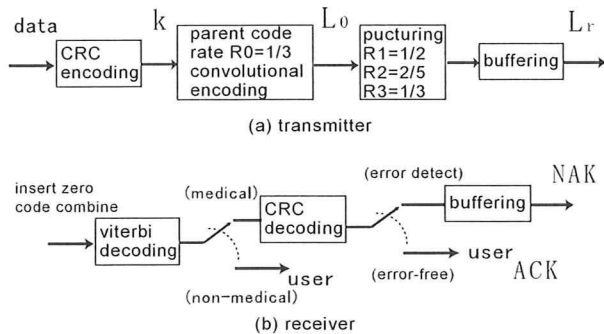 data
CRC
encoding
k
parent code
rate R0=1/3
convolutional
encoding
L0
pucturing
R1=1/2
R2=2/5
R3=1/3
buffering
Lr
(a) transmitter
insert zero
code combine
viterbi
decoding
(medical)
(non-medical)
user
CRC
decoding
(error detect)
(error-free)
buffering
NAK
user
ACK
(b) receiver